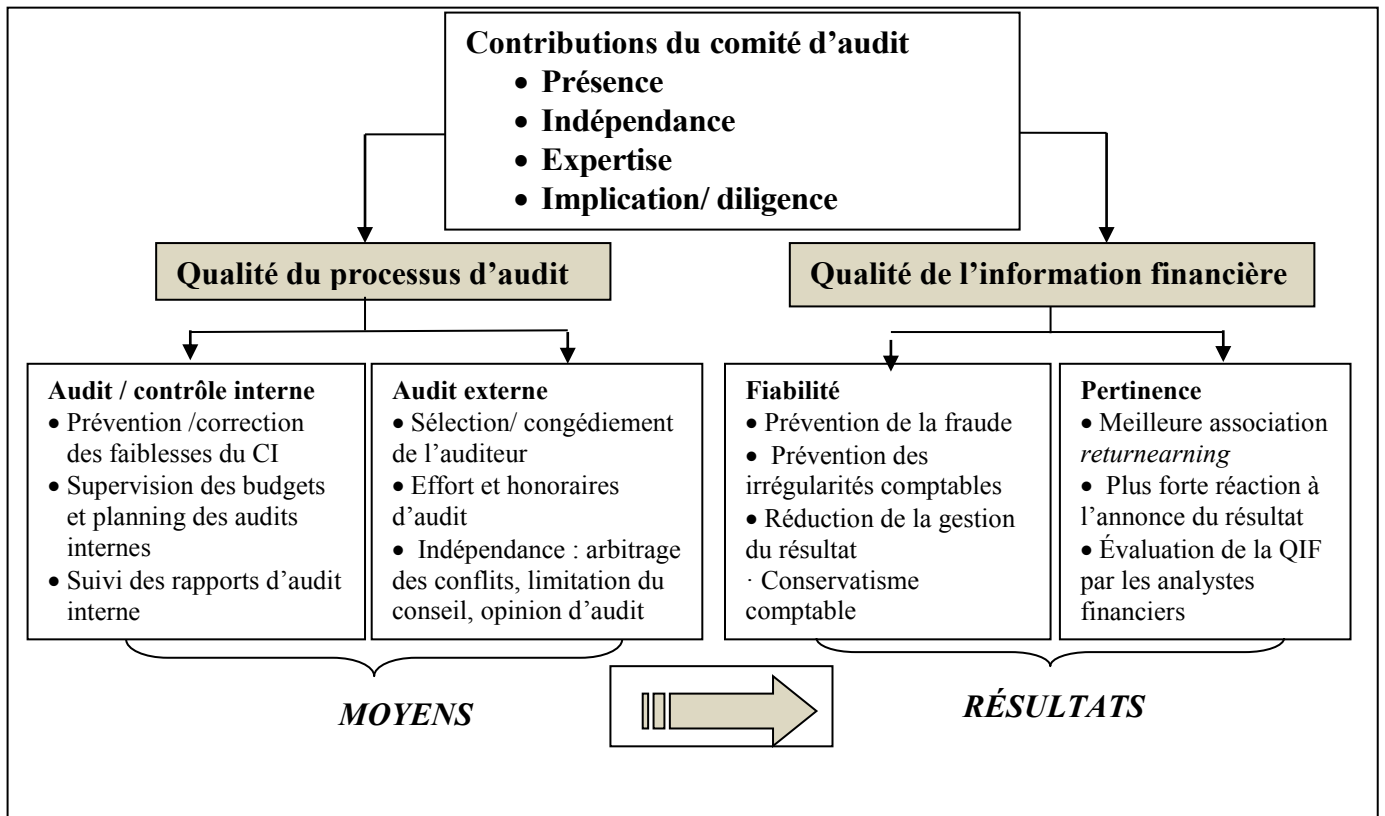 Contributions du comité d’audit
• Présence
• Indépendance
• Expertise
• Implication/ diligence
Qualité du processus d’audit
Qualité de l’information financière
Audit / contrôle interne
• Prévention /correction
des faiblesses du CI
• Supervision des budgets
et planning des audits
internes
• Suivi des rapports d’audit
interne
Audit externe
• Sélection/ congédiement
de l’auditeur
• Effort et honoraires
d’audit
• Indépendance : arbitrage
des conflits, limitation du
conseil, opinion d’audit
Fiabilité
• Prévention de la fraude
• Prévention des
irrégularités comptables
• Réduction de la gestion
du résultat
· Conservatisme
comptable
Pertinence
• Meilleure association
returnearning
• Plus forte réaction à
l’annonce du résultat
• Évaluation de la QIF
par les analystes
financiers
MOYENS
RÉSULTATS